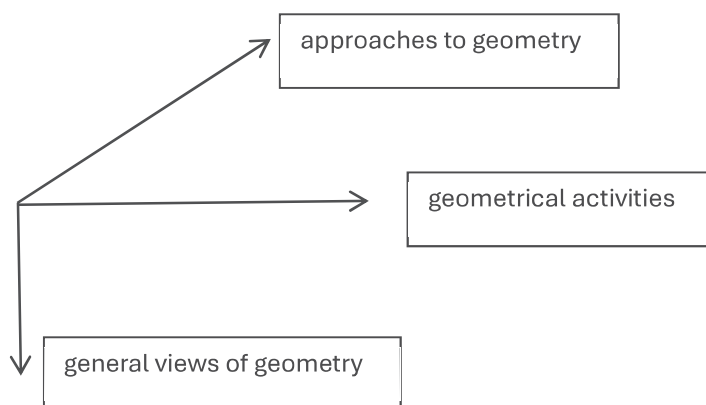 approaches to geometry
geometrical activities
general views of geometry